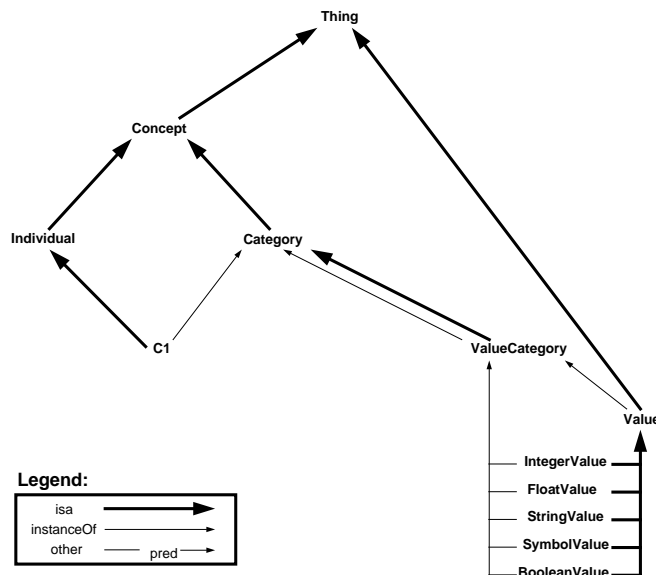 Thing
Concept
Individual
Category
C1
ValueCategory
Value
IntegerValue
FloatValue
StringValue
SymbolValue
BooleanValue
Legend:
isa
instanceOf
other
pred